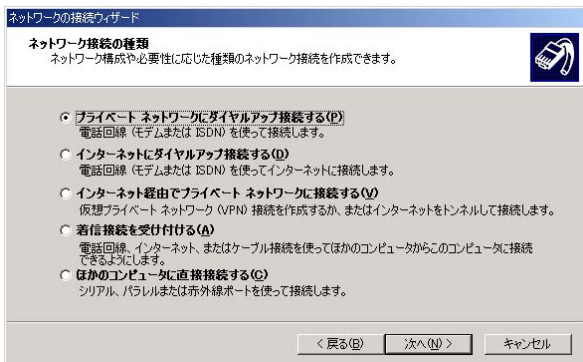 ネットワークの接続ウィザード
ネットワーク接続の種類
ネットワーク構成や必要性に応じた種類のネットワーク接続を作成できます。
プライベート ネットワークにダイヤルアップ接続する(P)
電話回線 (モデムまたは ISDN) を使って接続します。
インターネットにダイヤルアップ接続する(D)
電話回線 (モデムまたは ISDN) を使ってインターネットに接続します。
インターネット経由でプライベート ネットワークに接続する(V)
仮想プライベート ネットワーク (VPN) 接続を作成するか、またはインターネットをトンネルして接続します。
着信接続を受け付ける(A)
電話回線、インターネット、またはケーブル接続を使ってほかのコンピュータからこのコンピュータに接続
できるようにします。
ほかのコンピュータに直接接続する(C)
シリアル、パラレルまたは赤外線ポートを使って接続します。
< 戻る(B)
次へ(N) >
キャンセル